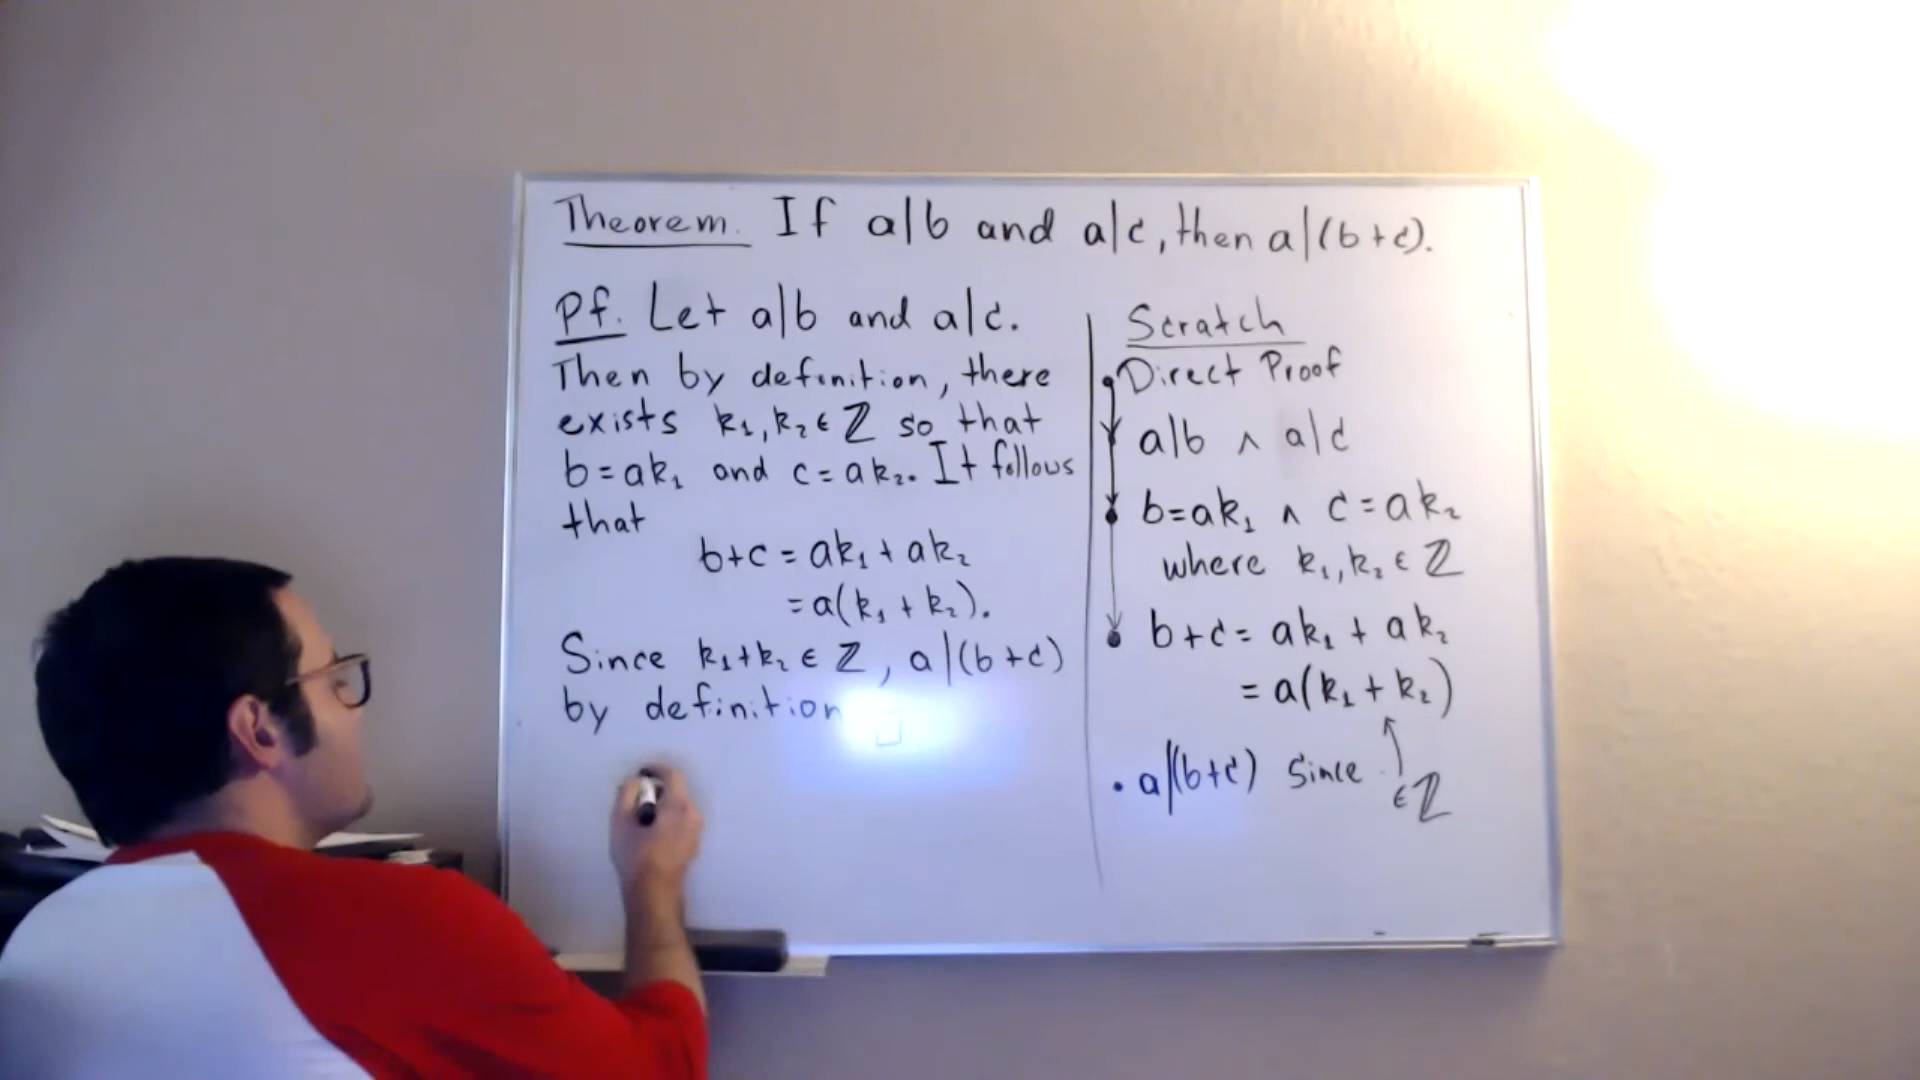 Theorem. If a|b and a|c, then a|(b+c).
Pf. Let a|b and a|c.
Then by definition, there
exists k₁, k₂ ∈ ℤ so that
b = ak₁ and c = ak₂. It follows
that
b+c = ak₁ + ak₂
= a(k₁ + k₂).
Since k₁+k₂ ∈ ℤ, a|(b+c)
by definition □
Scratch
Direct Proof
a|b ∧ a|c
b=ak₁ ∧ c=ak₂
where k₁, k₂ ∈ ℤ
b+c = ak₁ + ak₂
= a(k₁ + k₂)
• a|(b+c) since
∈ ℤ